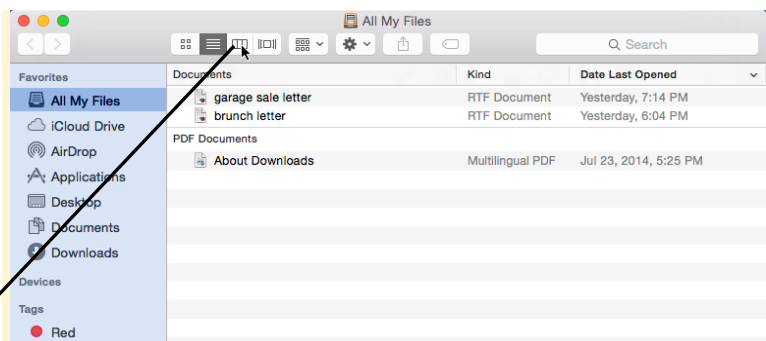 All My Files
Search
Favorites
All My Files
iCloud Drive
AirDrop
Applications
Desktop
Documents
Downloads
Devices
Tags
Red
Documents Kind Date Last Opened
garage sale letter RTF Document Yesterday, 7:14 PM
brunch letter RTF Document Yesterday, 6:04 PM
PDF Documents
About Downloads Multilingual PDF Jul 23, 2014, 5:25 PM